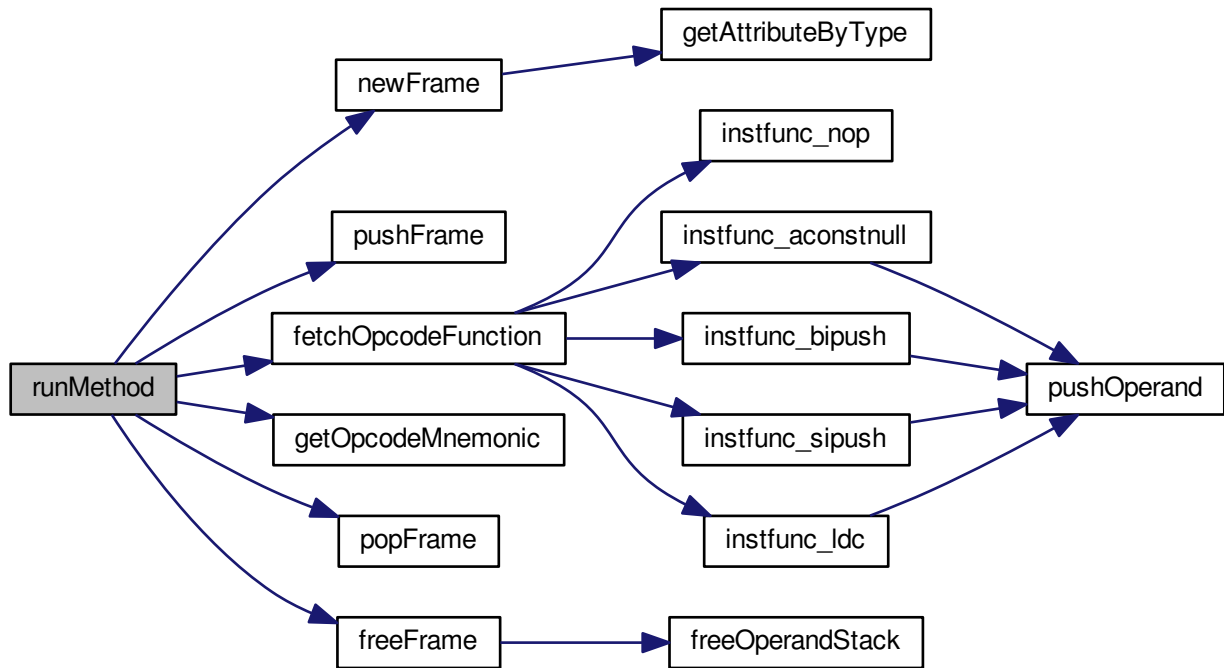 getAttributeByType
newFrame
instfunc_nop
pushFrame
instfunc_aconstnull
fetchOpcodeFunction
instfunc_bipush
runMethod
pushOperand
getOpcodeMnemonic
instfunc_sipush
popFrame
instfunc_ldc
freeFrame
freeOperandStack